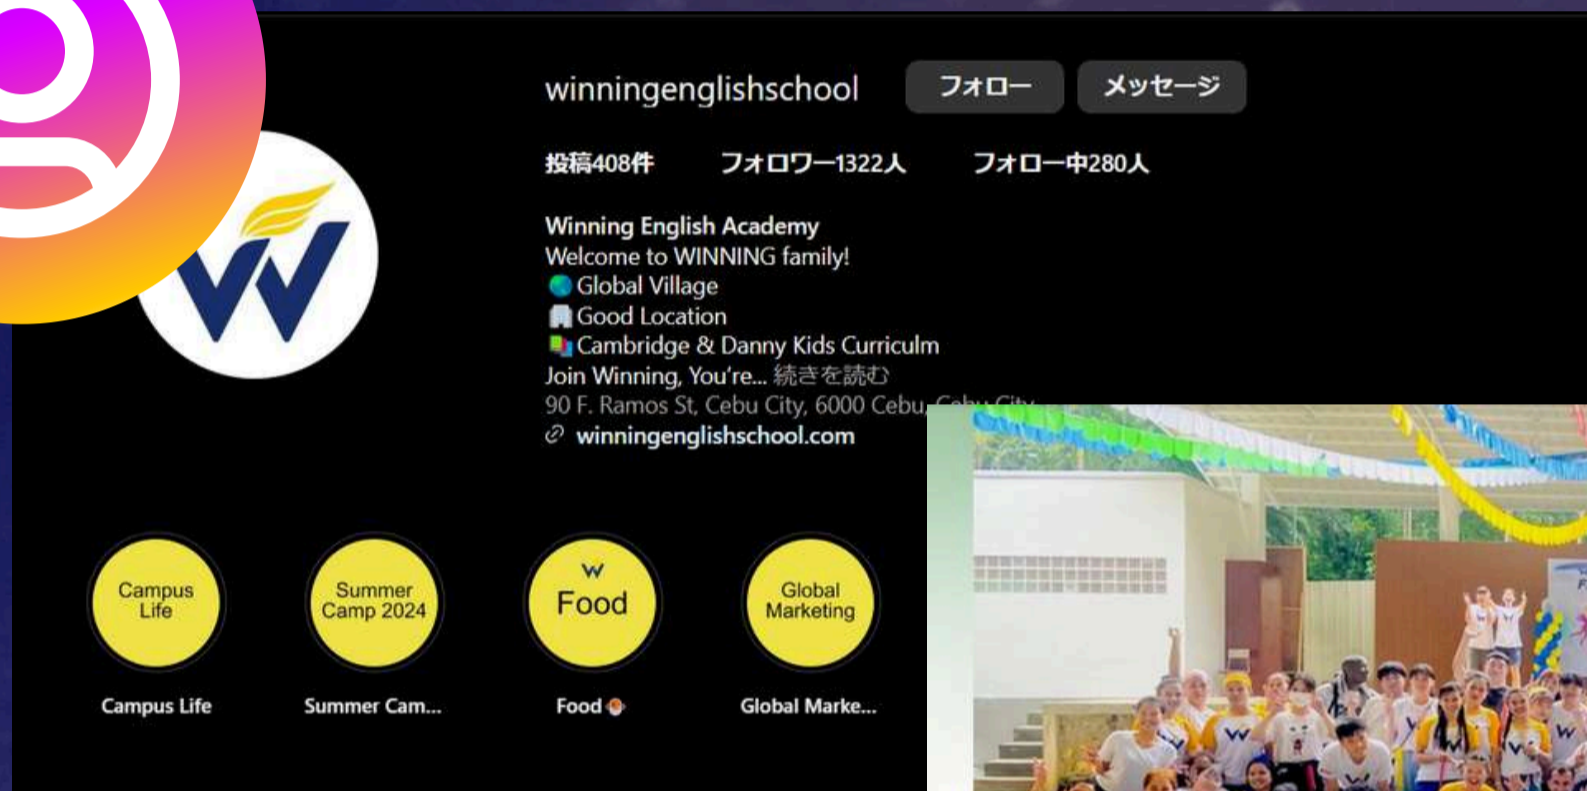 winningenglishschool フォロー メッセージ
投稿408件 フォロワー1322人 フォロー中280人
Winning English Academy
Welcome to WINNING family!
Global Village
Good Location
Cambridge & Danny Kids Curriculm
Join Winning, You're... 続きを読む
90 F. Ramos St, Cebu City, 6000 Cebu, Cebu City
winningenglishschool.com
Campus
Life
Summer
Camp 2024
W
Food
Global
Marketing
Campus Life
Summer Cam...
Food
Global Marke...